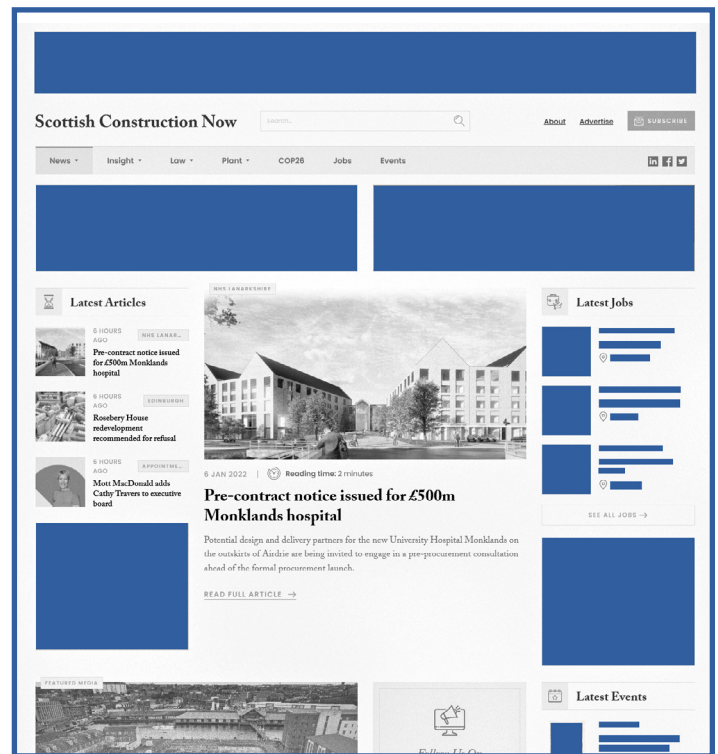 Scottish Construction Now
Search...
About
Advertise
SUBSCRIBE
News
Insight
Law
Plant
COP26
Jobs
Events
Latest Articles
6 HOURS
AGO
NHS LANAR...
Pre-contract notice issued
for £500m Monklands
hospital
6 HOURS
AGO
EDINBURGH
Rosebery House
redevelopment
recommended for refusal
6 HOURS
AGO
APPOINTME...
Mott MacDonald adds
Cathy Travers to executive
board
NHS LANARKSHIRE
6 JAN 2022 | Reading time: 2 minutes
Pre-contract notice issued for £500m
Monklands hospital
Potential design and delivery partners for the new University Hospital Monklands on
the outskirts of Airdrie are being invited to engage in a pre-procurement consultation
ahead of the formal procurement launch.
READ FULL ARTICLE →
Latest Jobs
SEE ALL JOBS →
FEATURED MEDIA
Follow Us On
Latest Events